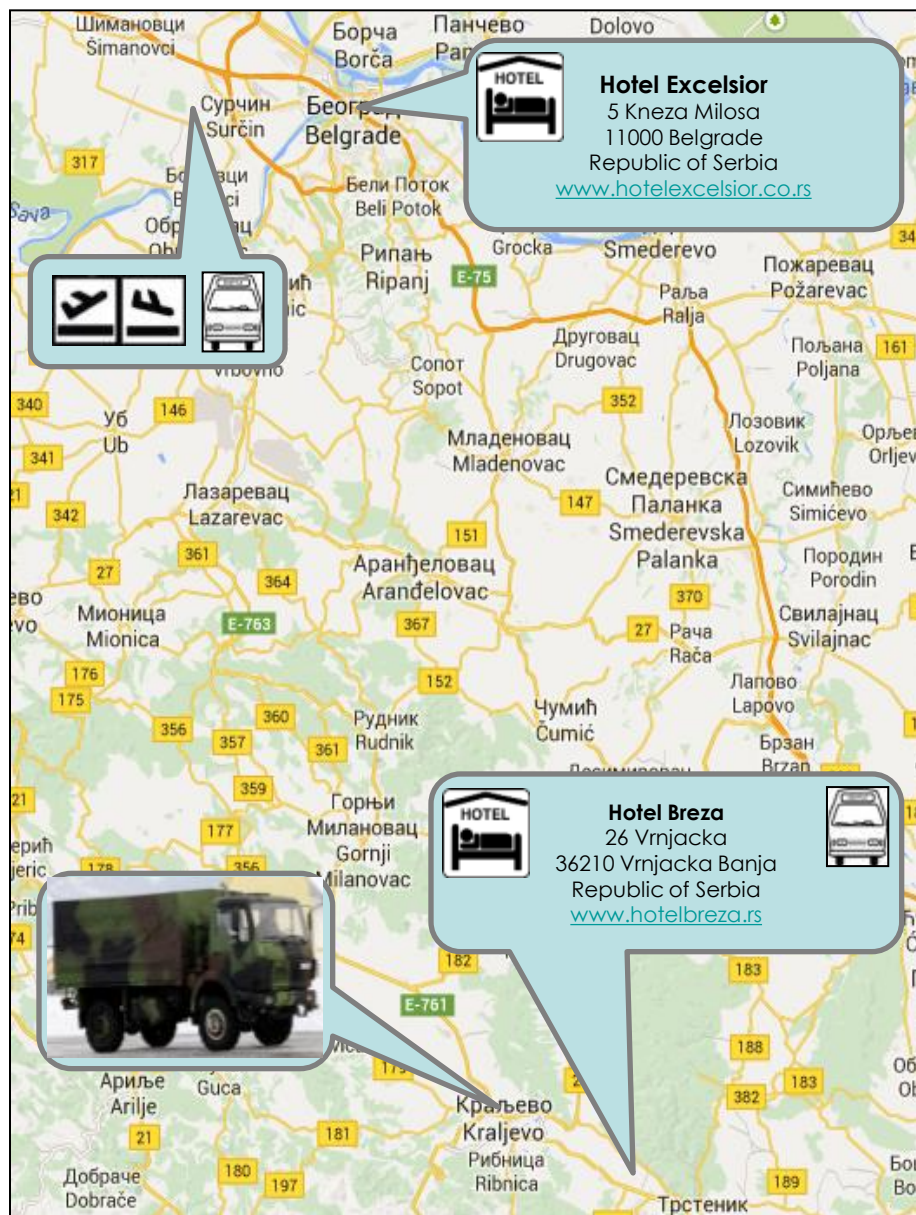 Шимановци
Šimanovci
Борча
Borča
Панчево
Dolovo
HOTEL
Hotel Excelsior
5 Kneza Milosa
11000 Belgrade
Republic of Serbia
www.hotelexcelsior.co.rs
Сурчин
Surčin
Београд
Belgrade
317
Sava
Бели Поток
Beli Potok
Рипањ
Ripanj
E-75
Grocka
Smederevo
Пожаревац
Požarevac
Раља
Ralja
Друговац
Drugovac
Пољана
Poljana
161
Сопот
Sopot
340
Уб
Ub
146
352
Лозовик
Lozovik
341
Младеновац
Mladenovac
Смедеревска
Паланка
Smederevska
Palanka
Симићево
Simićevo
342
Лазаревац
Lazarevac
147
151
361
27
364
Аранђеловац
Aranđelovac
Породин
Porodin
370
Мионица
Mionica
E-763
367
27
Рача
Rača
Свилајнац
Svilajnac
176
175
152
Лапово
Lapovo
356
360
357
361
Рудник
Rudnik
Чумић
Čumić
Брзан
Brzan
21
359
177
Горњи
Милановац
Gornji
Milanovac
178
356
HOTEL
Hotel Breza
26 Vrnjacka
36210 Vrnjacka Banja
Republic of Serbia
www.hotelbreza.rs
182
183
E-761
188
183
382
Ариље
Arilje
Guca
Краљево
Kraljevo
Рибница
Ribnica
21
181
180
197
189
Добраче
Dobrače
Трстеник